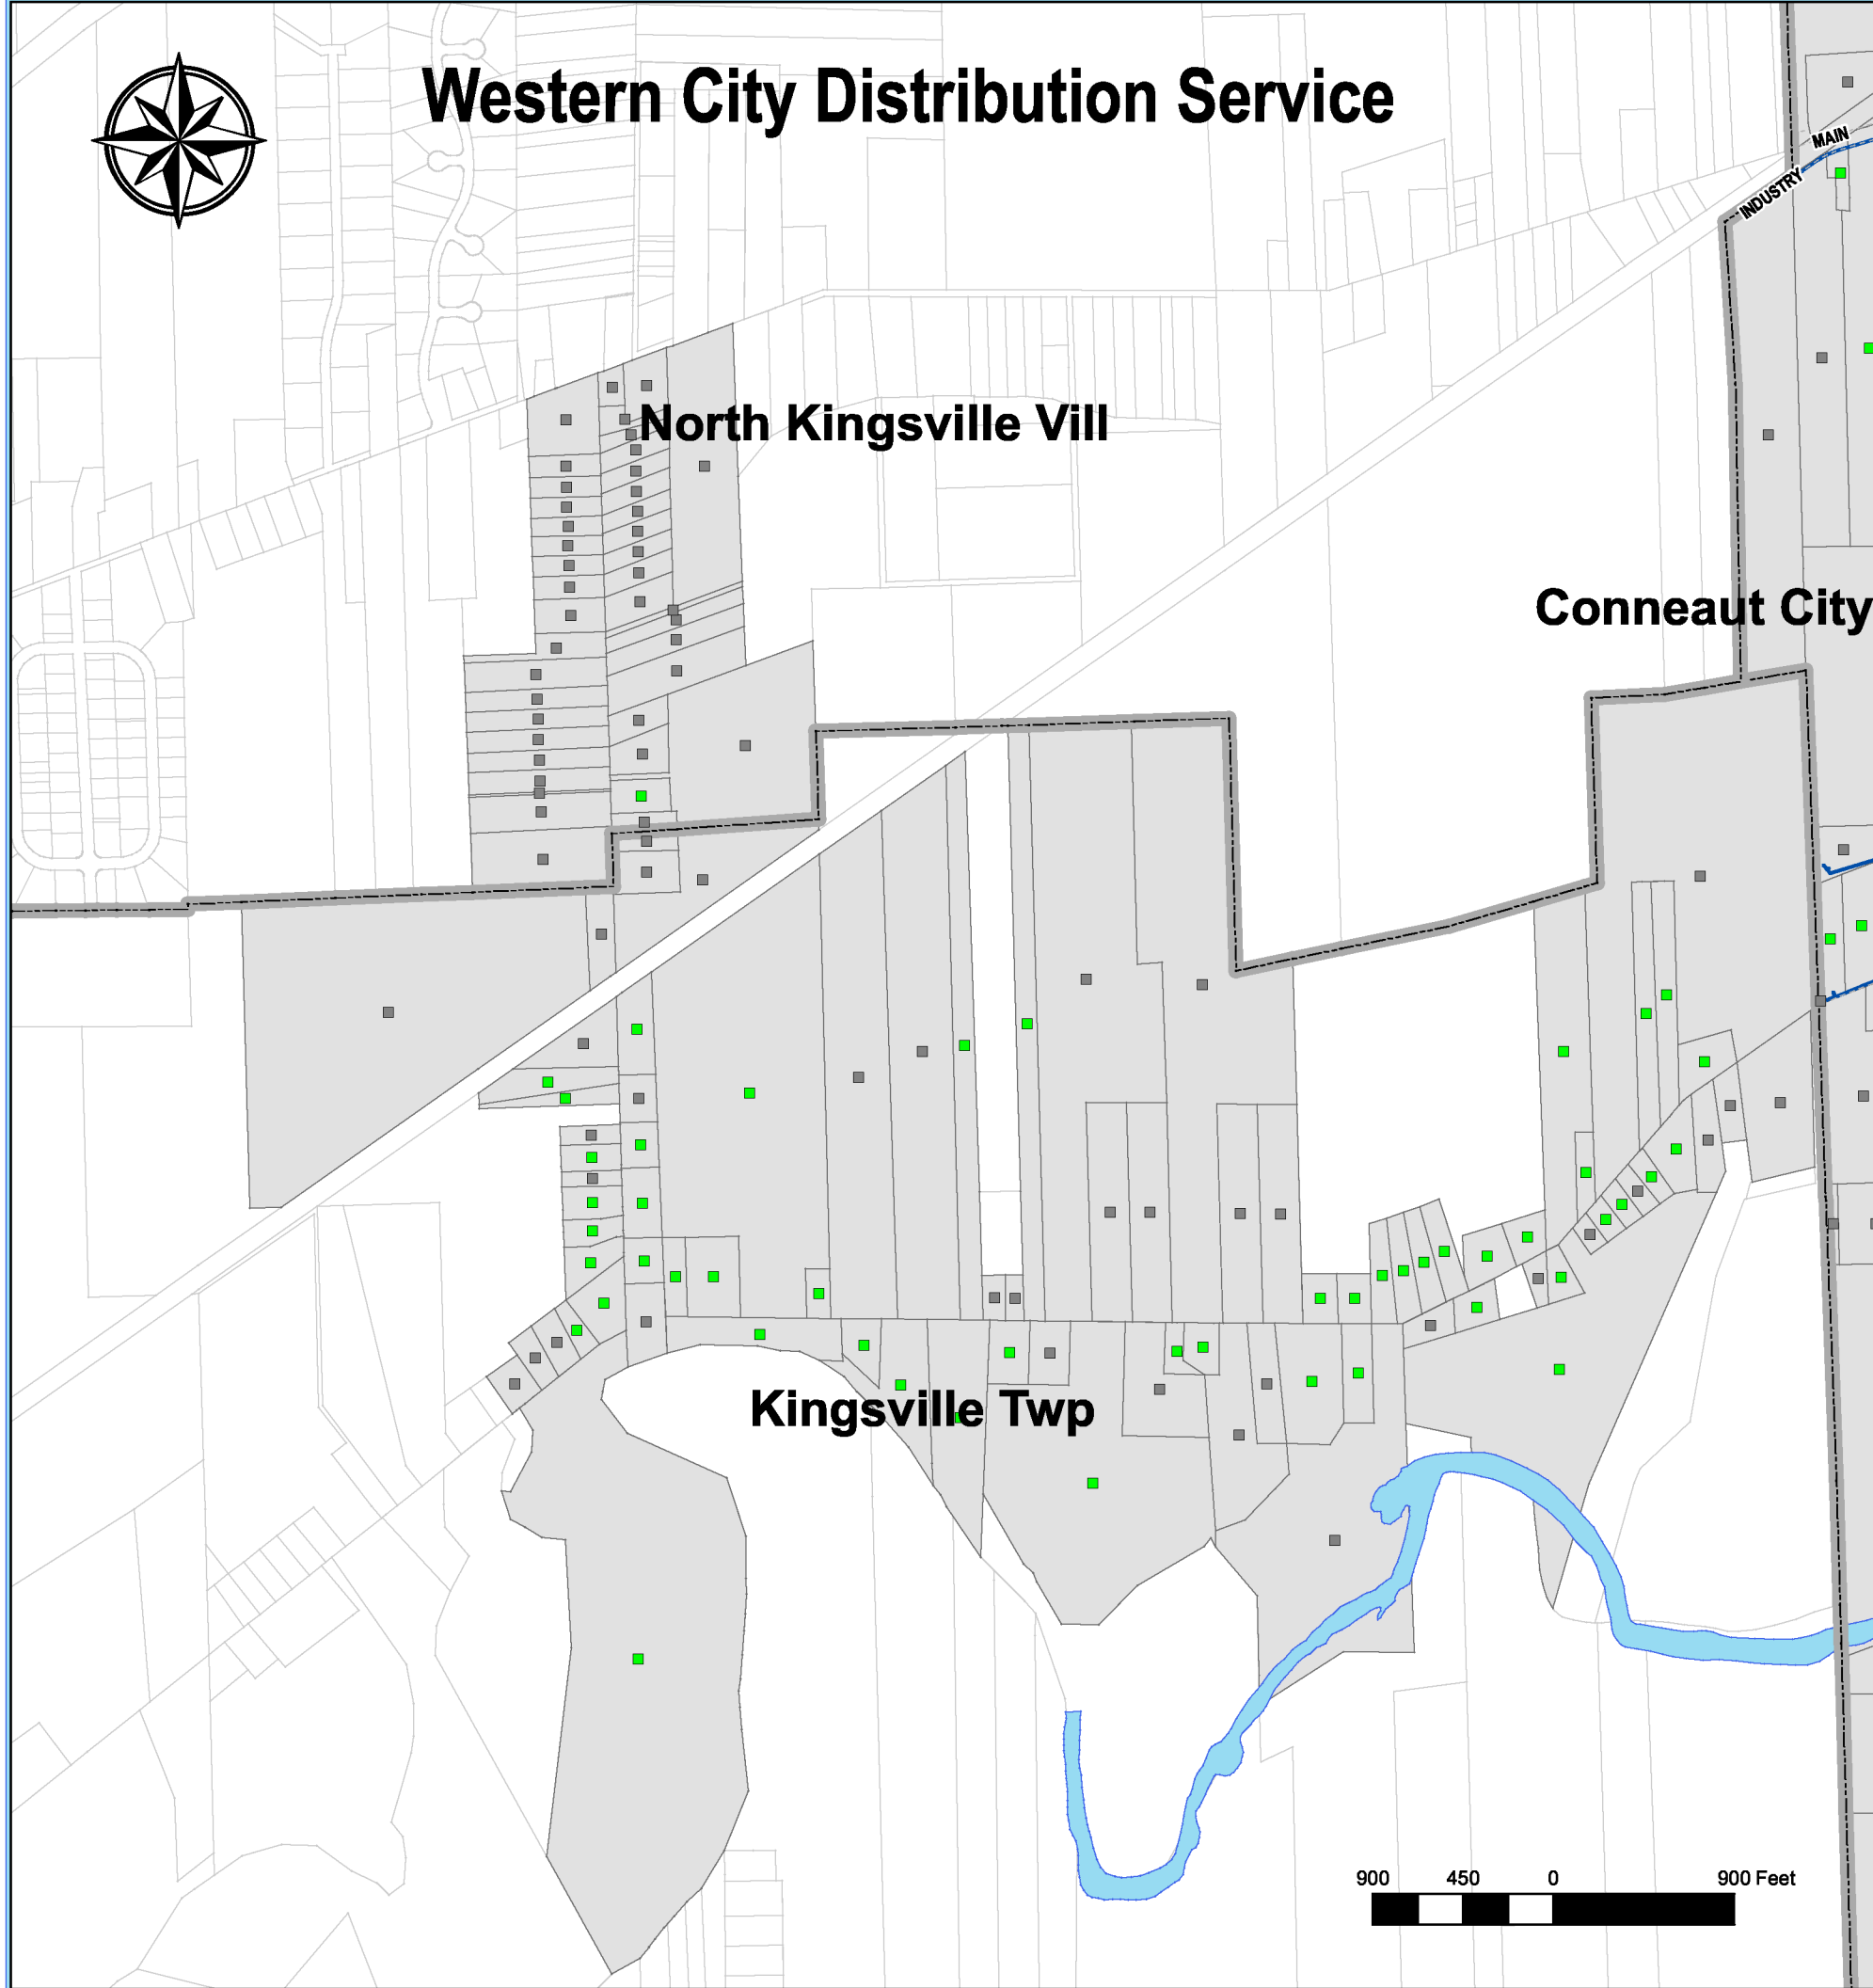 Western City Distribution Service
MAIN
INDUSTRY
North Kingsville Vill
Conneaut City
Kingsville Twp
900 450 0 900 Feet